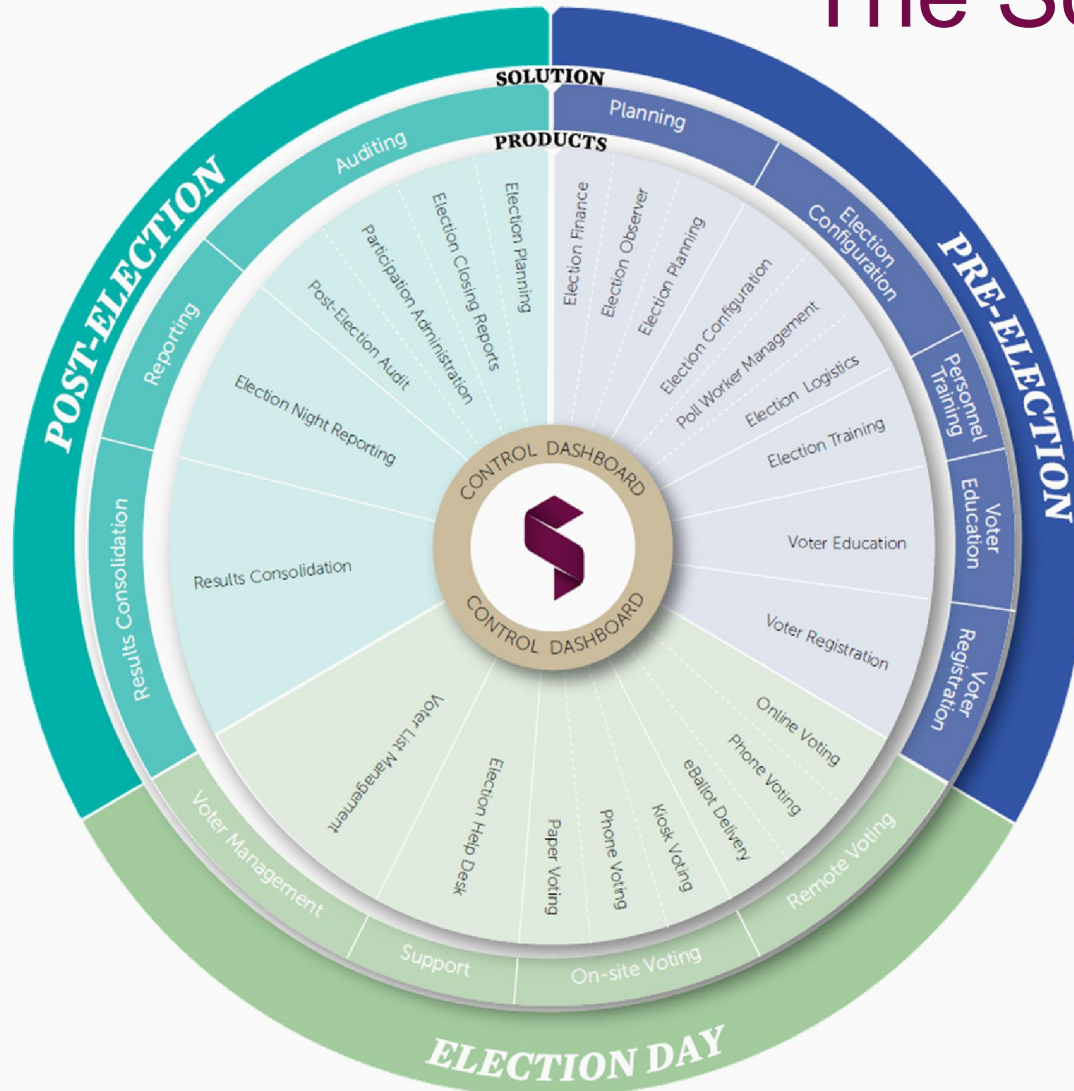 The So
SOLUTION
PRODUCTS
PRE-ELECTION
Planning
Election
Configuration
Personnel
Training
Voter
Education
Voter
Registration
Election Finance
Election Observer
Election Planning
Election Configuration
Poll Worker Management
Election Logistics
Election Training
Voter Education
Voter Registration
ELECTION DAY
Remote Voting
On-site Voting
Support
Voter Management
Online Voting
Phone Voting
eBallot Delivery
Kiosk Voting
Phone Voting
Paper Voting
Election Help Desk
Voter List Management
POST-ELECTION
Results Consolidation
Reporting
Auditing
Results Consolidation
Election Night Reporting
Post-Election Audit
Participation Administration
Election Closing Reports
Election Planning
CONTROL DASHBOARD
CONTROL DASHBOARD